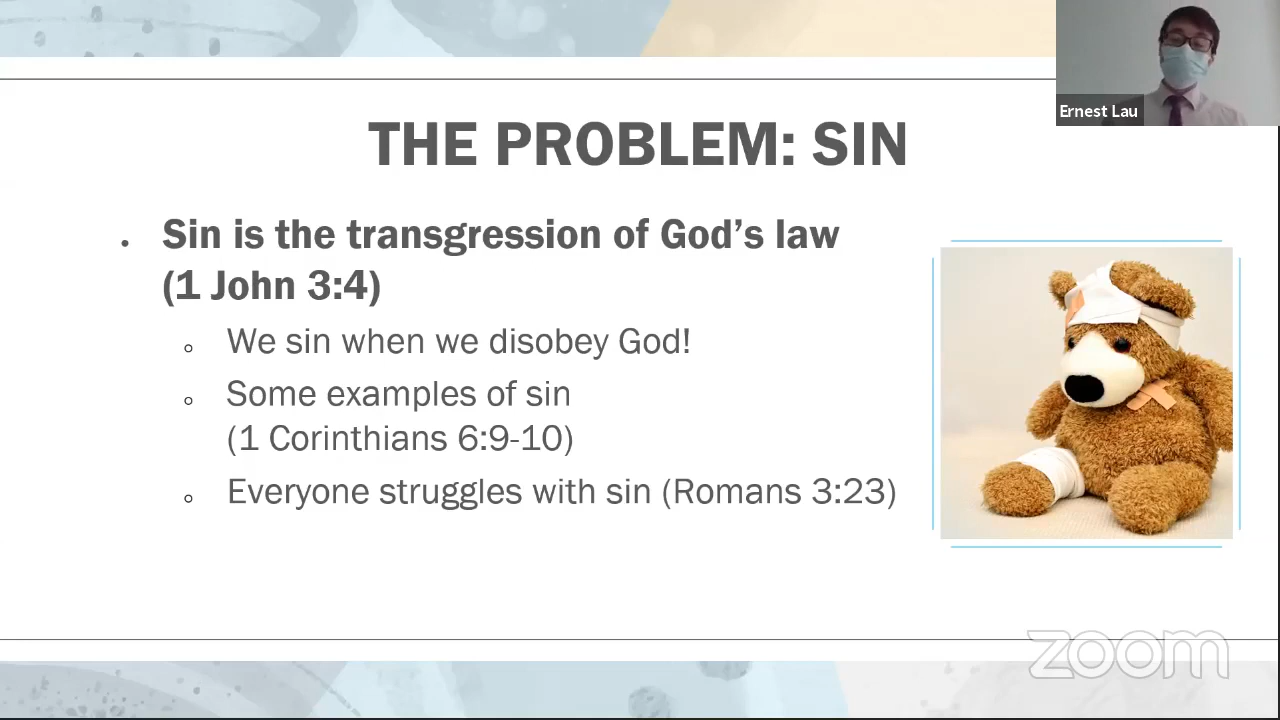 Ernest Lau
THE PROBLEM: SIN
Sin is the transgression of God’s law
(1 John 3:4)
We sin when we disobey God!
Some examples of sin
(1 Corinthians 6:9-10)
Everyone struggles with sin (Romans 3:23)
zoom